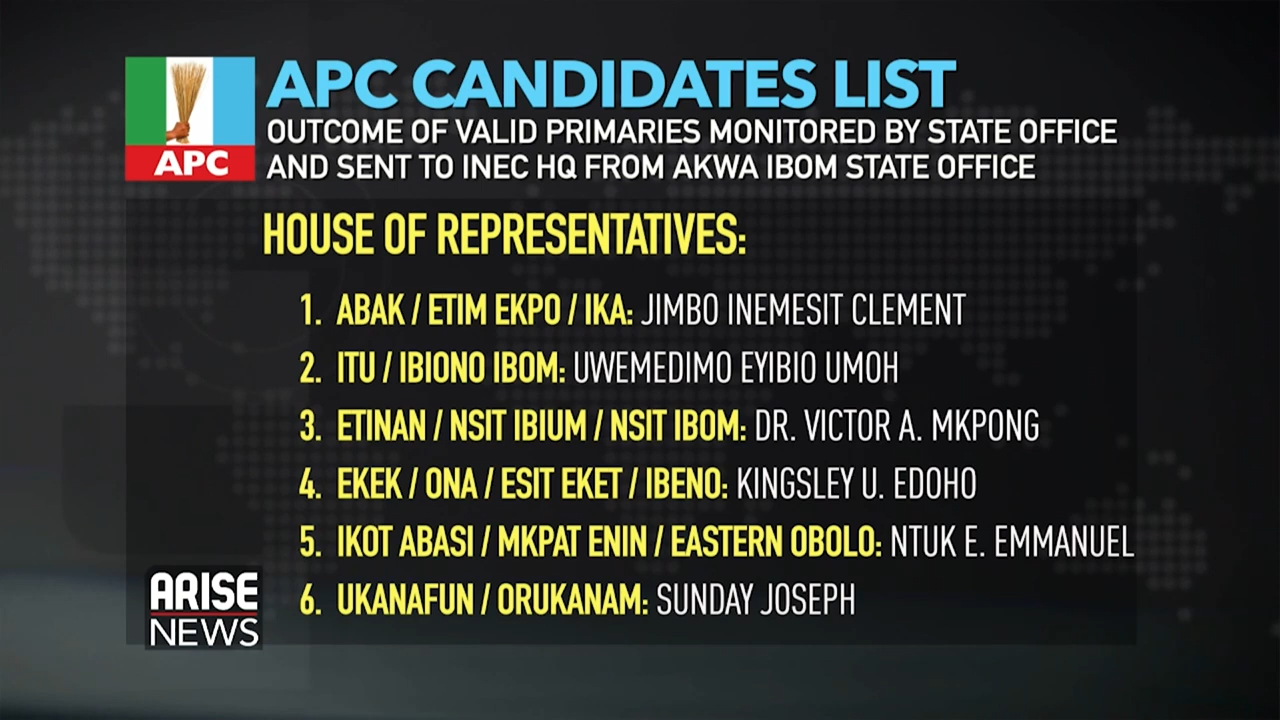 APC CANDIDATES LIST
OUTCOME OF VALID PRIMARIES MONITORED BY STATE OFFICE
AND SENT TO INEC HQ FROM AKWA IBOM STATE OFFICE
APC
HOUSE OF REPRESENTATIVES:
1. ABAK / ETIM EKPO / IKA: JIMBO INEMESIT CLEMENT
2. ITU / IBIONO IBOM: UWEMEDIMO EYIBIO UMOH
3. ETINAN / NSIT IBIUM / NSIT IBOM: DR. VICTOR A. MKPONG
4. EKEK / ONA / ESIT EKET / IBENO: KINGSLEY U. EDOHO
5. IKOT ABASI / MKPAT ENIN / EASTERN OBOLO: NTUK E. EMMANUEL
6. UKANAFUN / ORUKANAM: SUNDAY JOSEPH
ARISE
NEWS